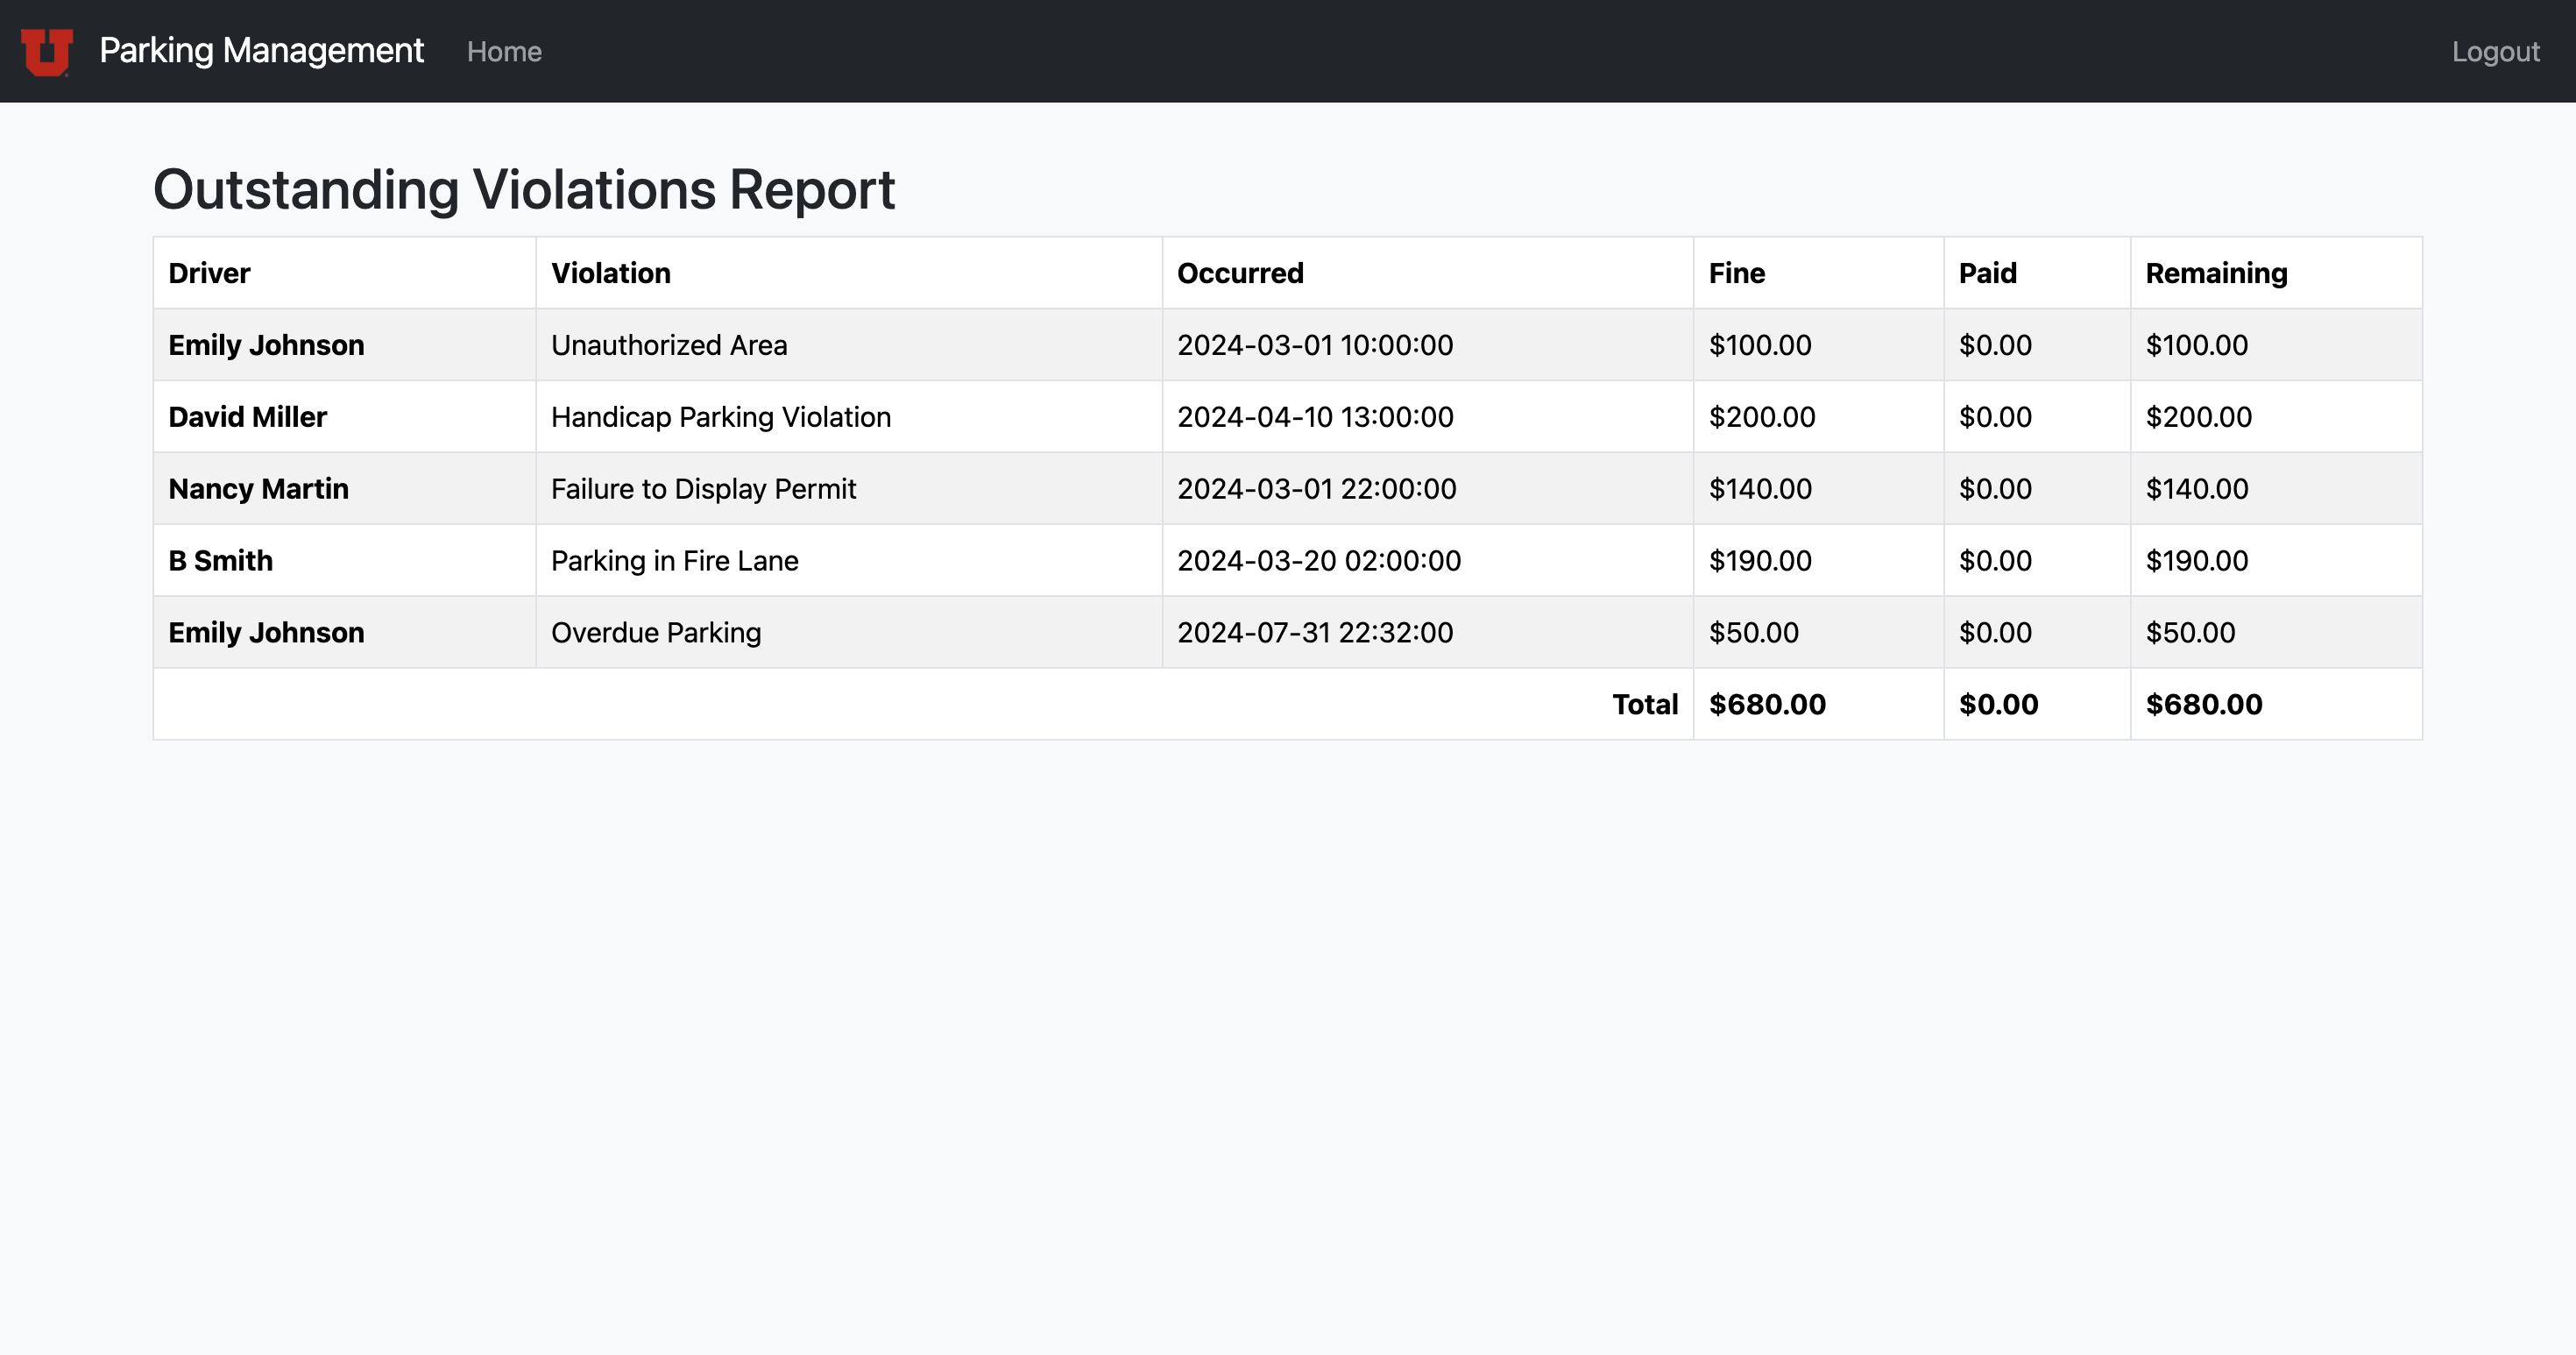 U Parking Management Home Logout
Outstanding Violations Report
Driver Violation Occurred Fine Paid Remaining
Emily Johnson Unauthorized Area 2024-03-01 10:00:00 $100.00 $0.00 $100.00
David Miller Handicap Parking Violation 2024-04-10 13:00:00 $200.00 $0.00 $200.00
Nancy Martin Failure to Display Permit 2024-03-01 22:00:00 $140.00 $0.00 $140.00
B Smith Parking in Fire Lane 2024-03-20 02:00:00 $190.00 $0.00 $190.00
Emily Johnson Overdue Parking 2024-07-31 22:32:00 $50.00 $0.00 $50.00
Total $680.00 $0.00 $680.00